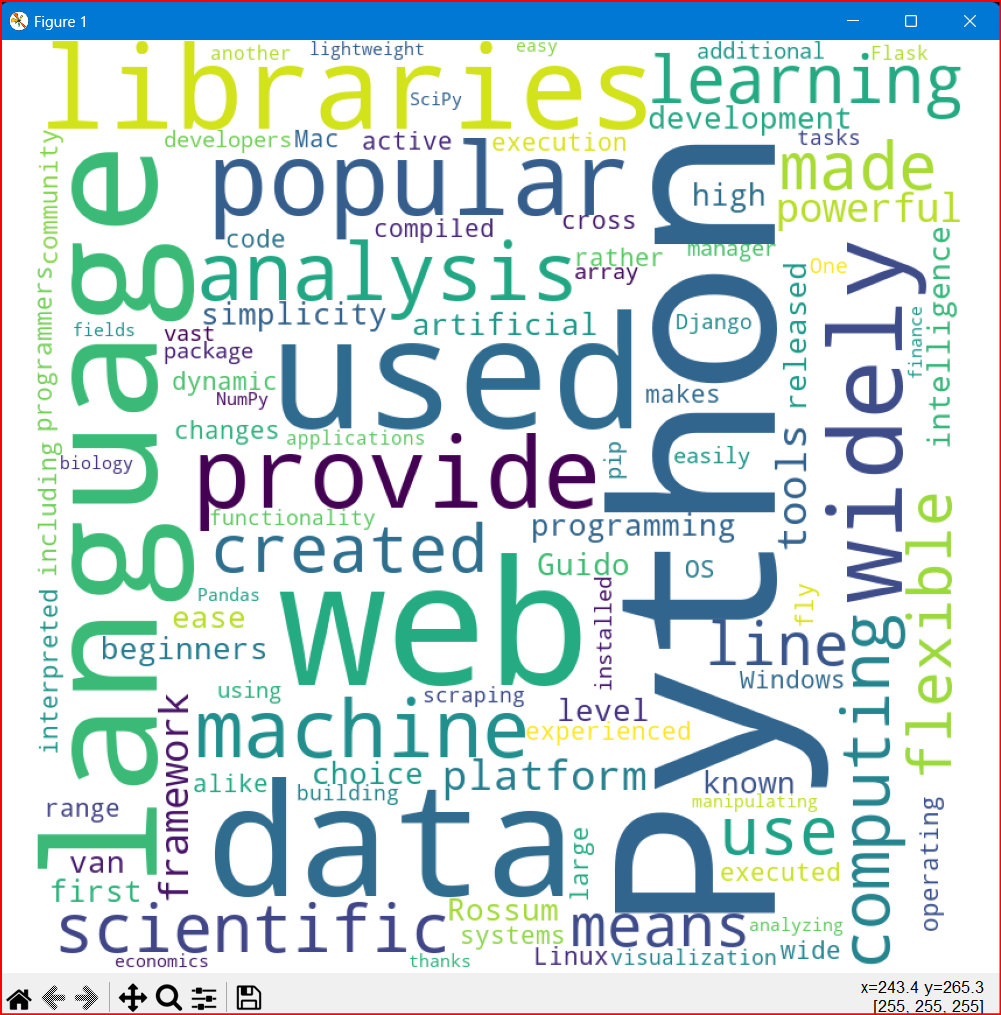 Figure 1
another
lightweight
easy
additional
Flask
libraries
learning
SciPy
development
developers
Mac
active
execution
tasks
community
popular
made
high
powerful
cross
compiled
code
language
analysis
rather
manager
array
One
widely
intelligence
simplicity
artificial
Django
released
finance
fields
vast
package
used
Python
dynamic
NumPy
makes
programmers
changes
applications
provide
pip
easily
tools
biology
including
functionality
programming
created
Guido
OS
flexible
Pandas
ease
web
installed
fly
line
interpreted
beginners
Windows
using
scraping
level
machine
experienced
computing
framework
alike
choice
building
platform
known
manipulating
range
data
large
use
operating
van
first
executed
scientific
Rossum
systems
means
analyzing
economics
thanks
Linux
visualization
wide
x=243.4 y=265.3
[255, 255, 255]